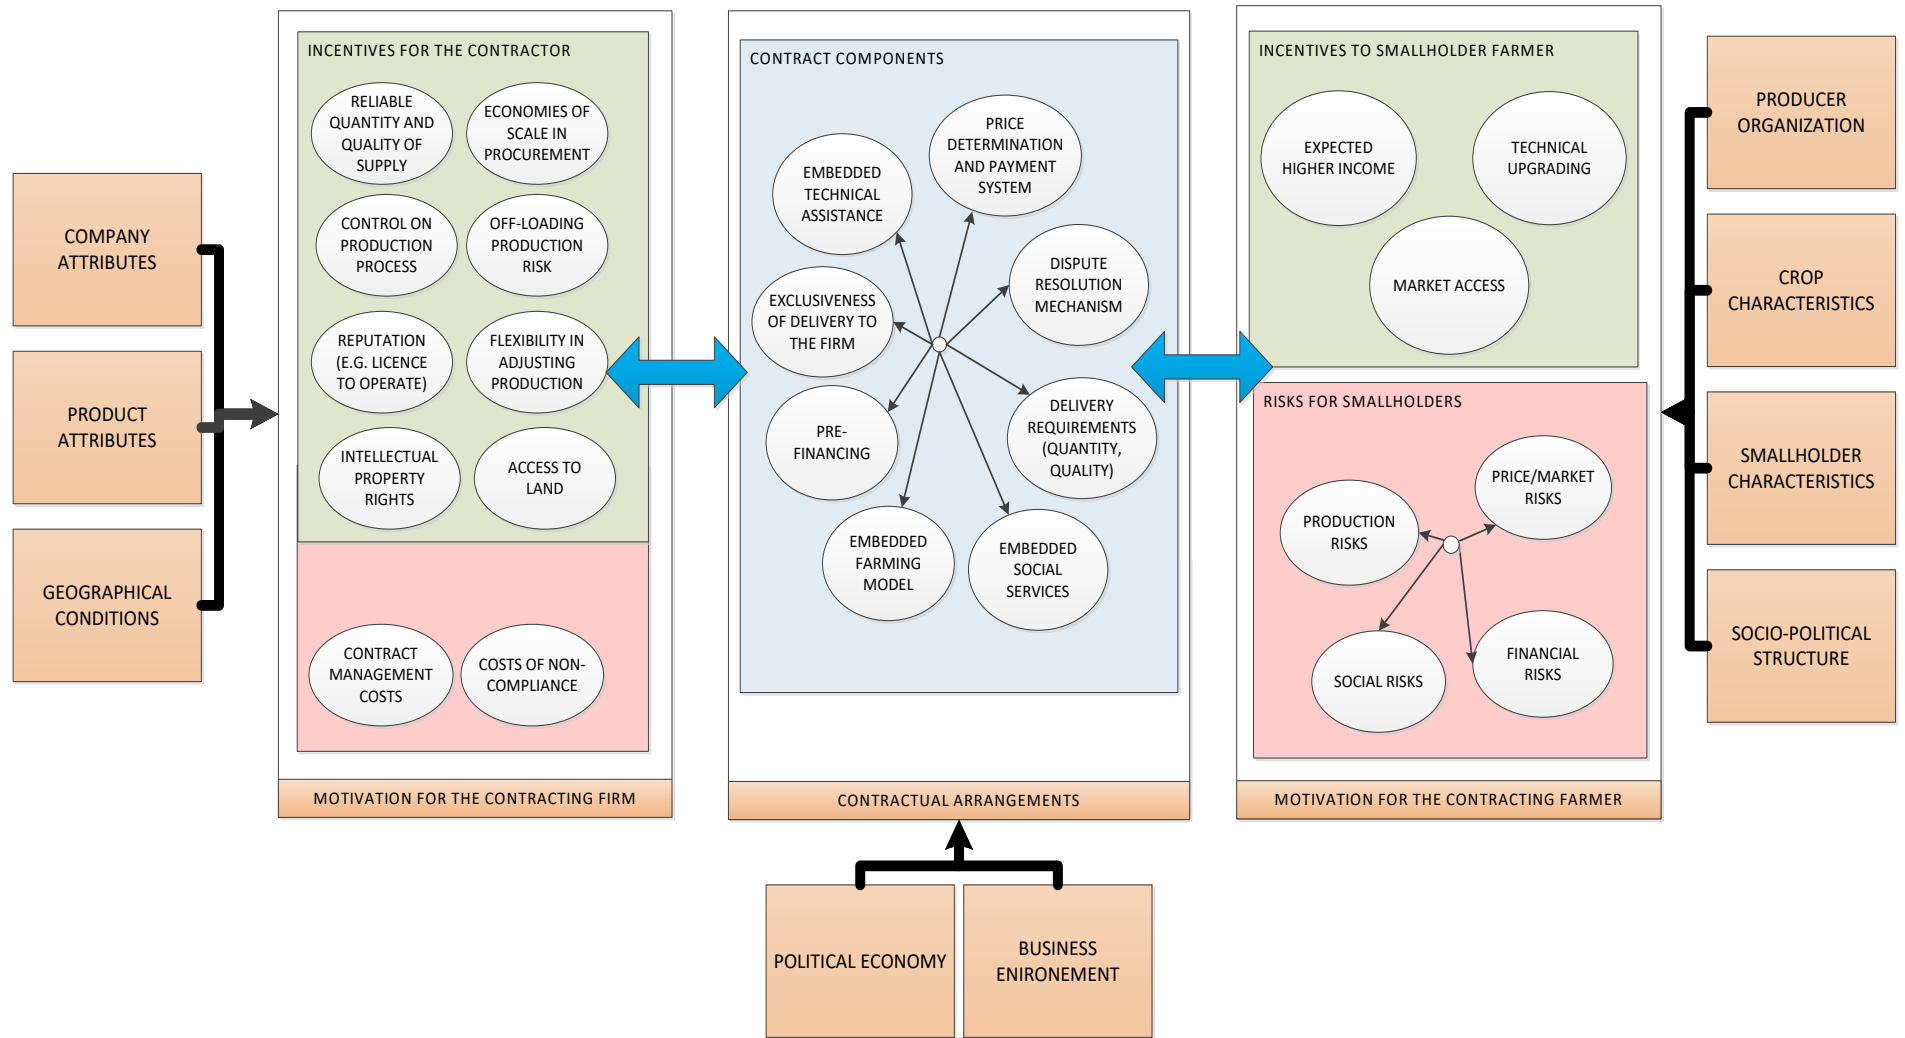 COMPANY
ATTRIBUTES
PRODUCT
ATTRIBUTES
GEOGRAPHICAL
CONDITIONS
INCENTIVES FOR THE CONTRACTOR
RELIABLE
QUANTITY AND
QUALITY OF
SUPPLY
ECONOMIES OF
SCALE IN
PROCUREMENT
CONTROL ON
PRODUCTION
PROCESS
OFF-LOADING
PRODUCTION
RISK
REPUTATION
(E.G. LICENCE
TO OPERATE)
FLEXIBILITY IN
ADJUSTING
PRODUCTION
INTELLECTUAL
PROPERTY
RIGHTS
ACCESS TO
LAND
CONTRACT
MANAGEMENT
COSTS
COSTS OF NON-
COMPLIANCE
MOTIVATION FOR THE CONTRACTING FIRM
CONTRACT COMPONENTS
EMBEDDED
TECHNICAL
ASSISTANCE
PRICE
DETERMINATION
AND PAYMENT
SYSTEM
EXCLUSIVENESS
OF DELIVERY TO
THE FIRM
DISPUTE
RESOLUTION
MECHANISM
PRE-
FINANCING
DELIVERY
REQUIREMENTS
(QUANTITY,
QUALITY)
EMBEDDED
FARMING
MODEL
EMBEDDED
SOCIAL
SERVICES
CONTRACTUAL ARRANGEMENTS
POLITICAL ECONOMY
BUSINESS
ENIRONEMENT
INCENTIVES TO SMALLHOLDER FARMER
EXPECTED
HIGHER INCOME
TECHNICAL
UPGRADING
MARKET ACCESS
RISKS FOR SMALLHOLDERS
PRODUCTION
RISKS
PRICE/MARKET
RISKS
SOCIAL RISKS
FINANCIAL
RISKS
MOTIVATION FOR THE CONTRACTING FARMER
PRODUCER
ORGANIZATION
CROP
CHARACTERISTICS
SMALLHOLDER
CHARACTERISTICS
SOCIO-POLITICAL
STRUCTURE